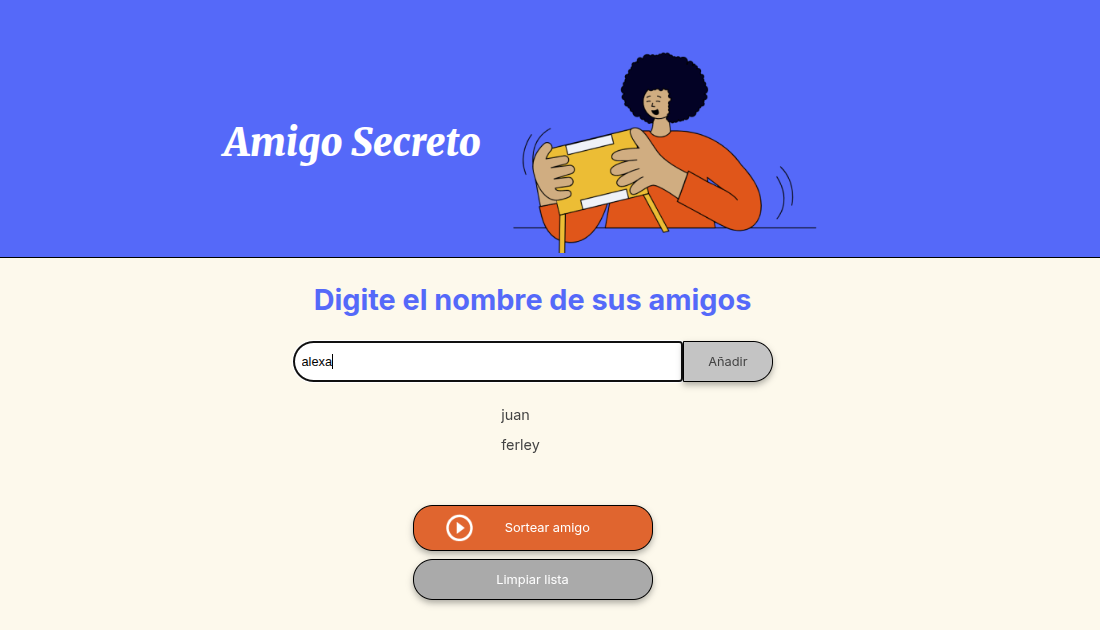 Amigo Secreto
Digite el nombre de sus amigos
alexa
Añadir
juan
ferley
Sortear amigo
Limpiar lista